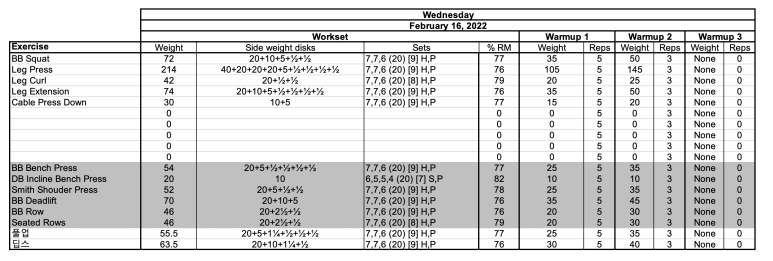 Wednesday
February 16, 2022
Workset Warmup 1 Warmup 2 Warmup 3
Exercise Weight Side weight disks Sets % RM Weight Reps Weight Reps Weight Reps
BB Squat 72 20+10+5+½+½ 7,7,6 (20) [9] H,P 77 35 5 50 3 None 0
Leg Press 214 40+20+20+20+5+½+½+½+½ 7,7,6 (20) [9] H,P 76 105 5 145 3 None 0
Leg Curl 42 20+½+½ 7,7,6 (20) [8] H,P 79 20 5 25 3 None 0
Leg Extension 74 20+10+5+½+½+½+½ 7,7,6 (20) [9] H,P 76 35 5 50 3 None 0
Cable Press Down 30 10+5 7,7,6 (20) [9] H,P 77 15 5 20 3 None 0
0 0 5 0 3 None 0
0 0 5 0 3 None 0
0 0 5 0 3 None 0
0 0 5 0 3 None 0
0 0 5 0 3 None 0
BB Bench Press 54 20+5+½+½+½+½ 7,7,6 (20) [9] H,P 77 25 5 35 3 None 0
DB Incline Bench Press 20 10 6,5,5,4 (20) [7] S,P 82 10 5 10 3 None 0
Smith Shouder Press 52 20+5+½+½ 7,7,6 (20) [9] H,P 78 25 5 35 3 None 0
BB Deadlift 70 20+10+5 7,7,6 (20) [9] H,P 76 35 5 45 3 None 0
BB Row 46 20+2½+½ 7,7,6 (20) [9] H,P 76 20 5 30 3 None 0
Seated Rows 46 20+2½+½ 7,7,6 (20) [8] H,P 79 20 5 30 3 None 0
풀업 55.5 20+5+1¼+½+½+½ 7,7,6 (20) [9] H,P 77 25 5 35 3 None 0
딥스 63.5 20+10+1¼+½ 7,7,6 (20) [9] H,P 76 30 5 40 3 None 0